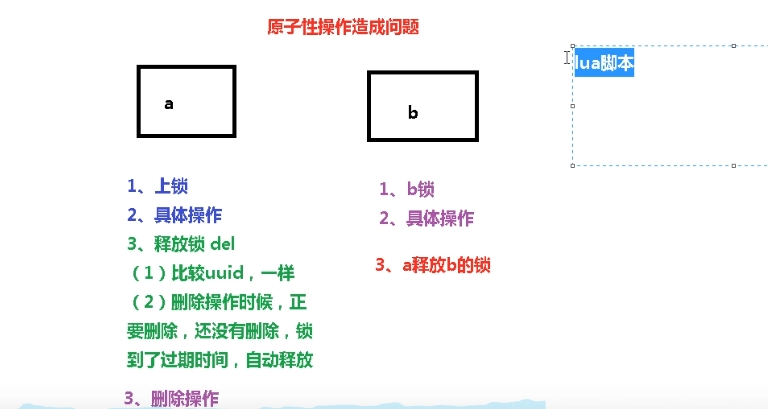 原子性操作造成问题
lua脚本
a
b
1、上锁
2、具体操作
3、释放锁 del
（1）比较uuid，一样
（2）删除操作时候，正
要删除，还没有删除，锁
到了过期时间，自动释放
3、删除操作
1、b锁
2、具体操作
3、a释放b的锁